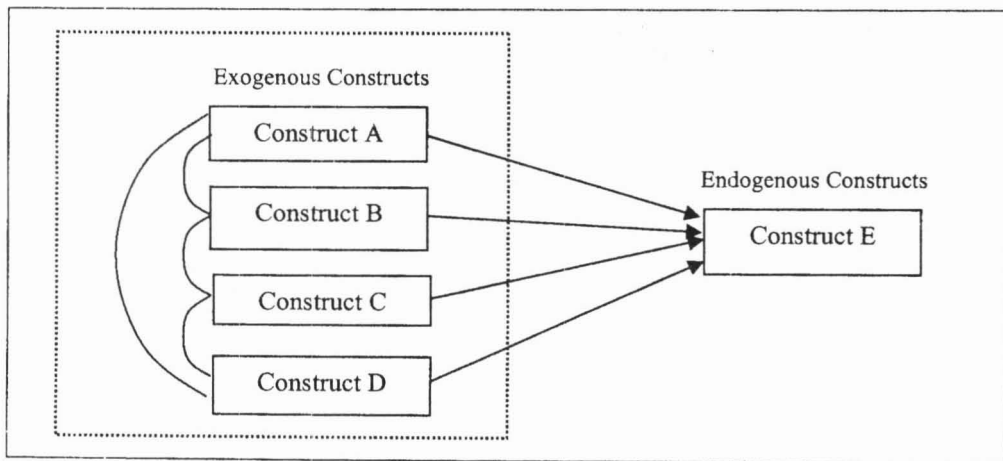 Exogenous Constructs
Construct A
Construct B
Construct C
Construct D
Endogenous Constructs
Construct E